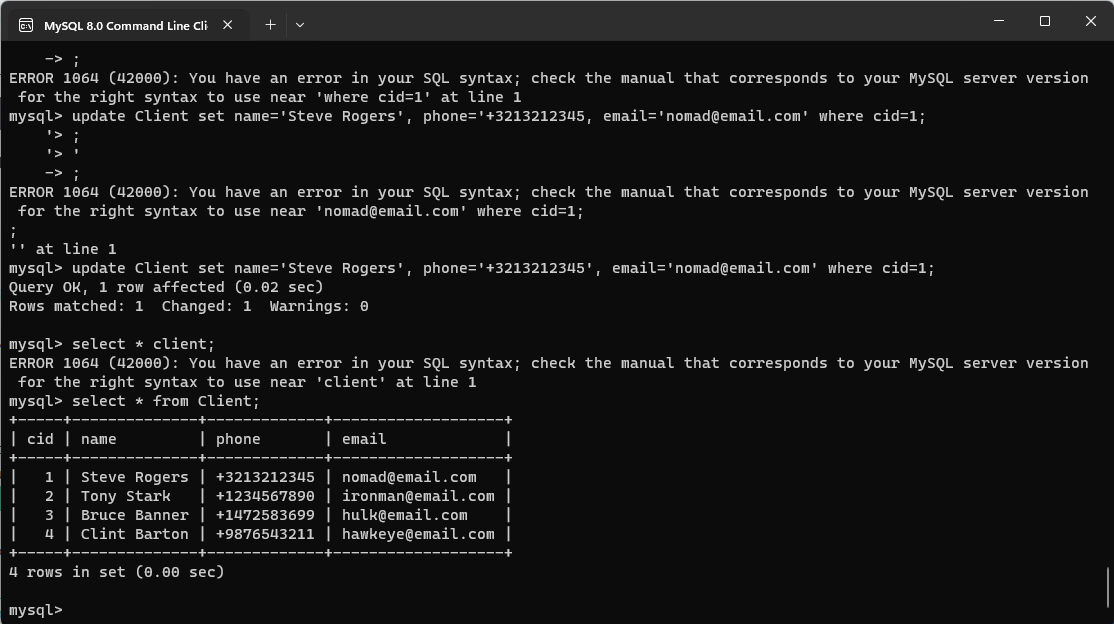 MySQL 8.0 Command Line Cli
    -> ;
ERROR 1064 (42000): You have an error in your SQL syntax; check the manual that corresponds to your MySQL server version
 for the right syntax to use near 'where cid=1' at line 1
mysql> update Client set name='Steve Rogers', phone='+3213212345, email='nomad@email.com' where cid=1;
    '> ;
    '> '
    -> ;
ERROR 1064 (42000): You have an error in your SQL syntax; check the manual that corresponds to your MySQL server version
 for the right syntax to use near 'nomad@email.com' where cid=1;
;
'' at line 1
mysql> update Client set name='Steve Rogers', phone='+3213212345', email='nomad@email.com' where cid=1;
Query OK, 1 row affected (0.02 sec)
Rows matched: 1  Changed: 1  Warnings: 0

mysql> select * client;
ERROR 1064 (42000): You have an error in your SQL syntax; check the manual that corresponds to your MySQL server version
 for the right syntax to use near 'client' at line 1
mysql> select * from Client;
+-----+--------------+-------------+-------------------+
| cid | name         | phone       | email             |
+-----+--------------+-------------+-------------------+
|   1 | Steve Rogers | +3213212345 | nomad@email.com   |
|   2 | Tony Stark   | +1234567890 | ironman@email.com |
|   3 | Bruce Banner | +1472583699 | hulk@email.com    |
|   4 | Clint Barton | +9876543211 | hawkeye@email.com |
+-----+--------------+-------------+-------------------+
4 rows in set (0.00 sec)

mysql>